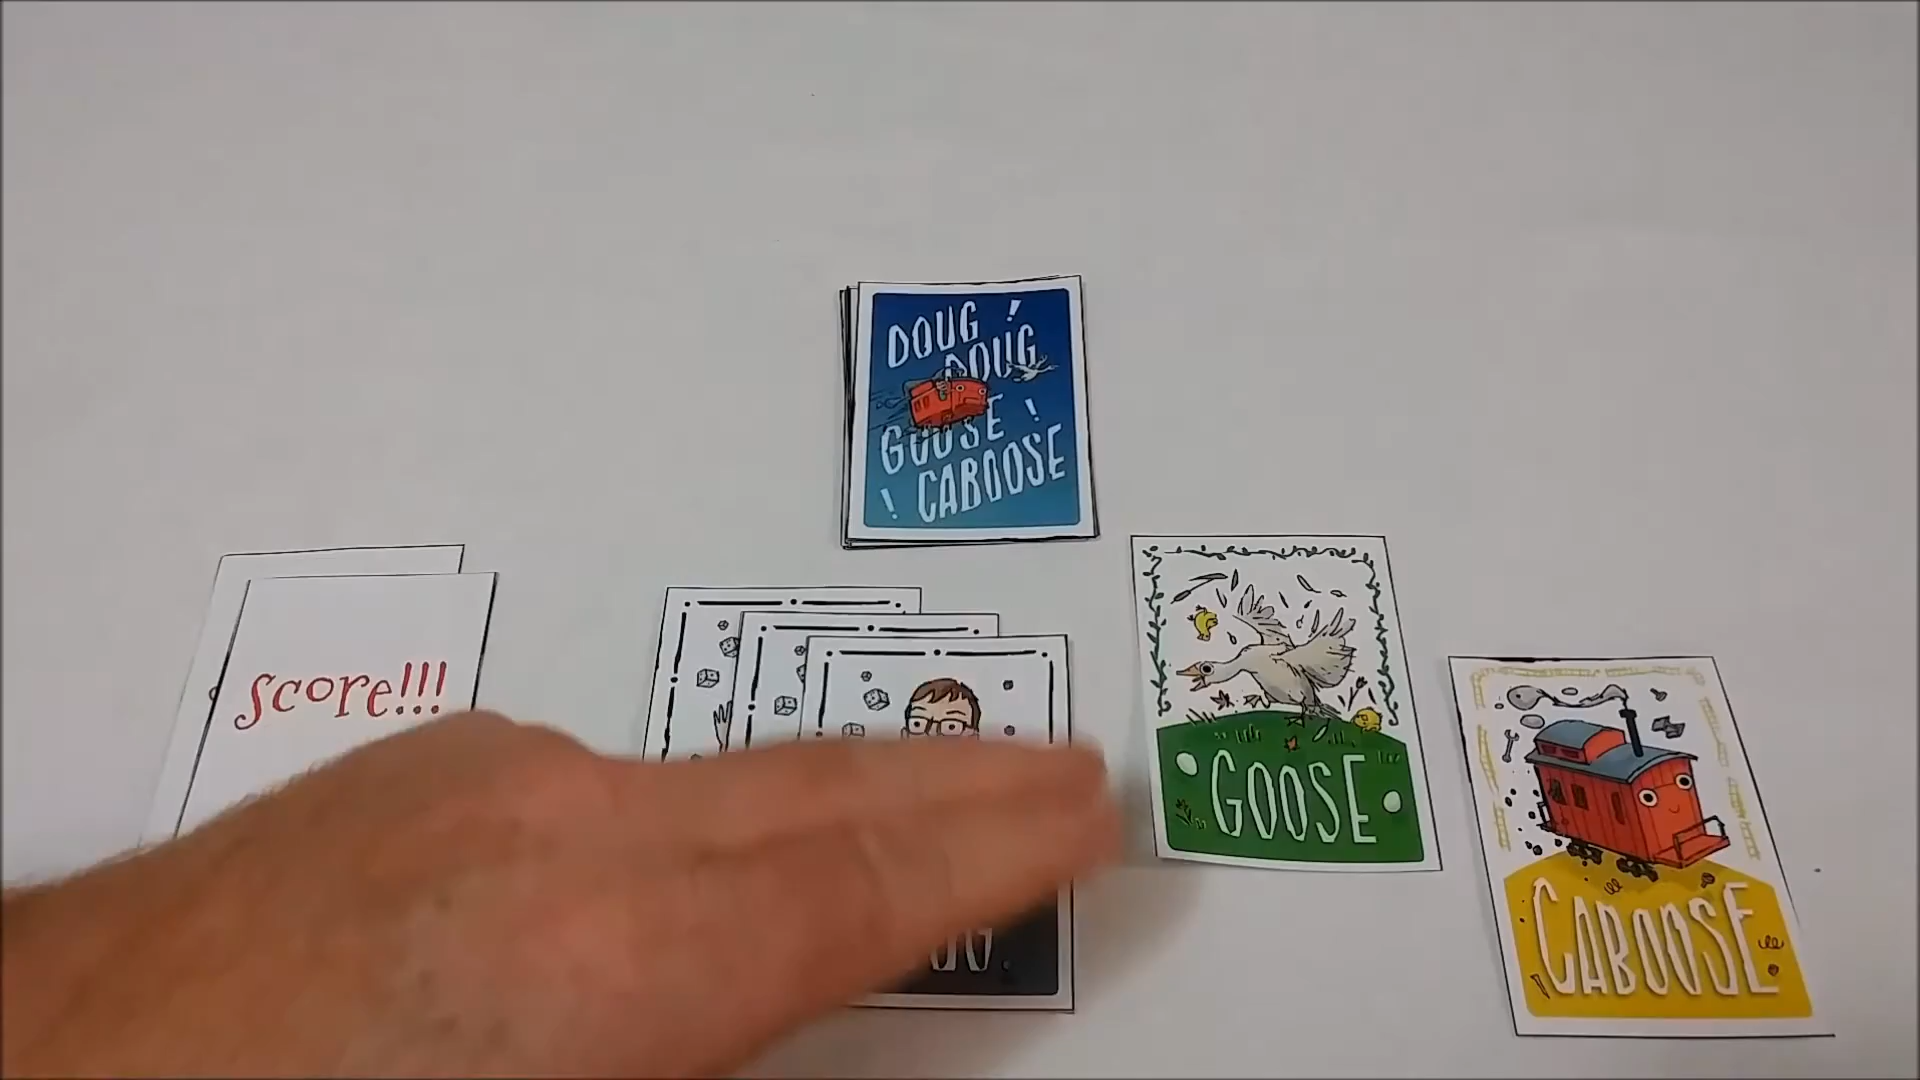 DOUG !
DOUG
GOOSE !
! CABOOSE
score!!!
GOOSE
CABOOSE